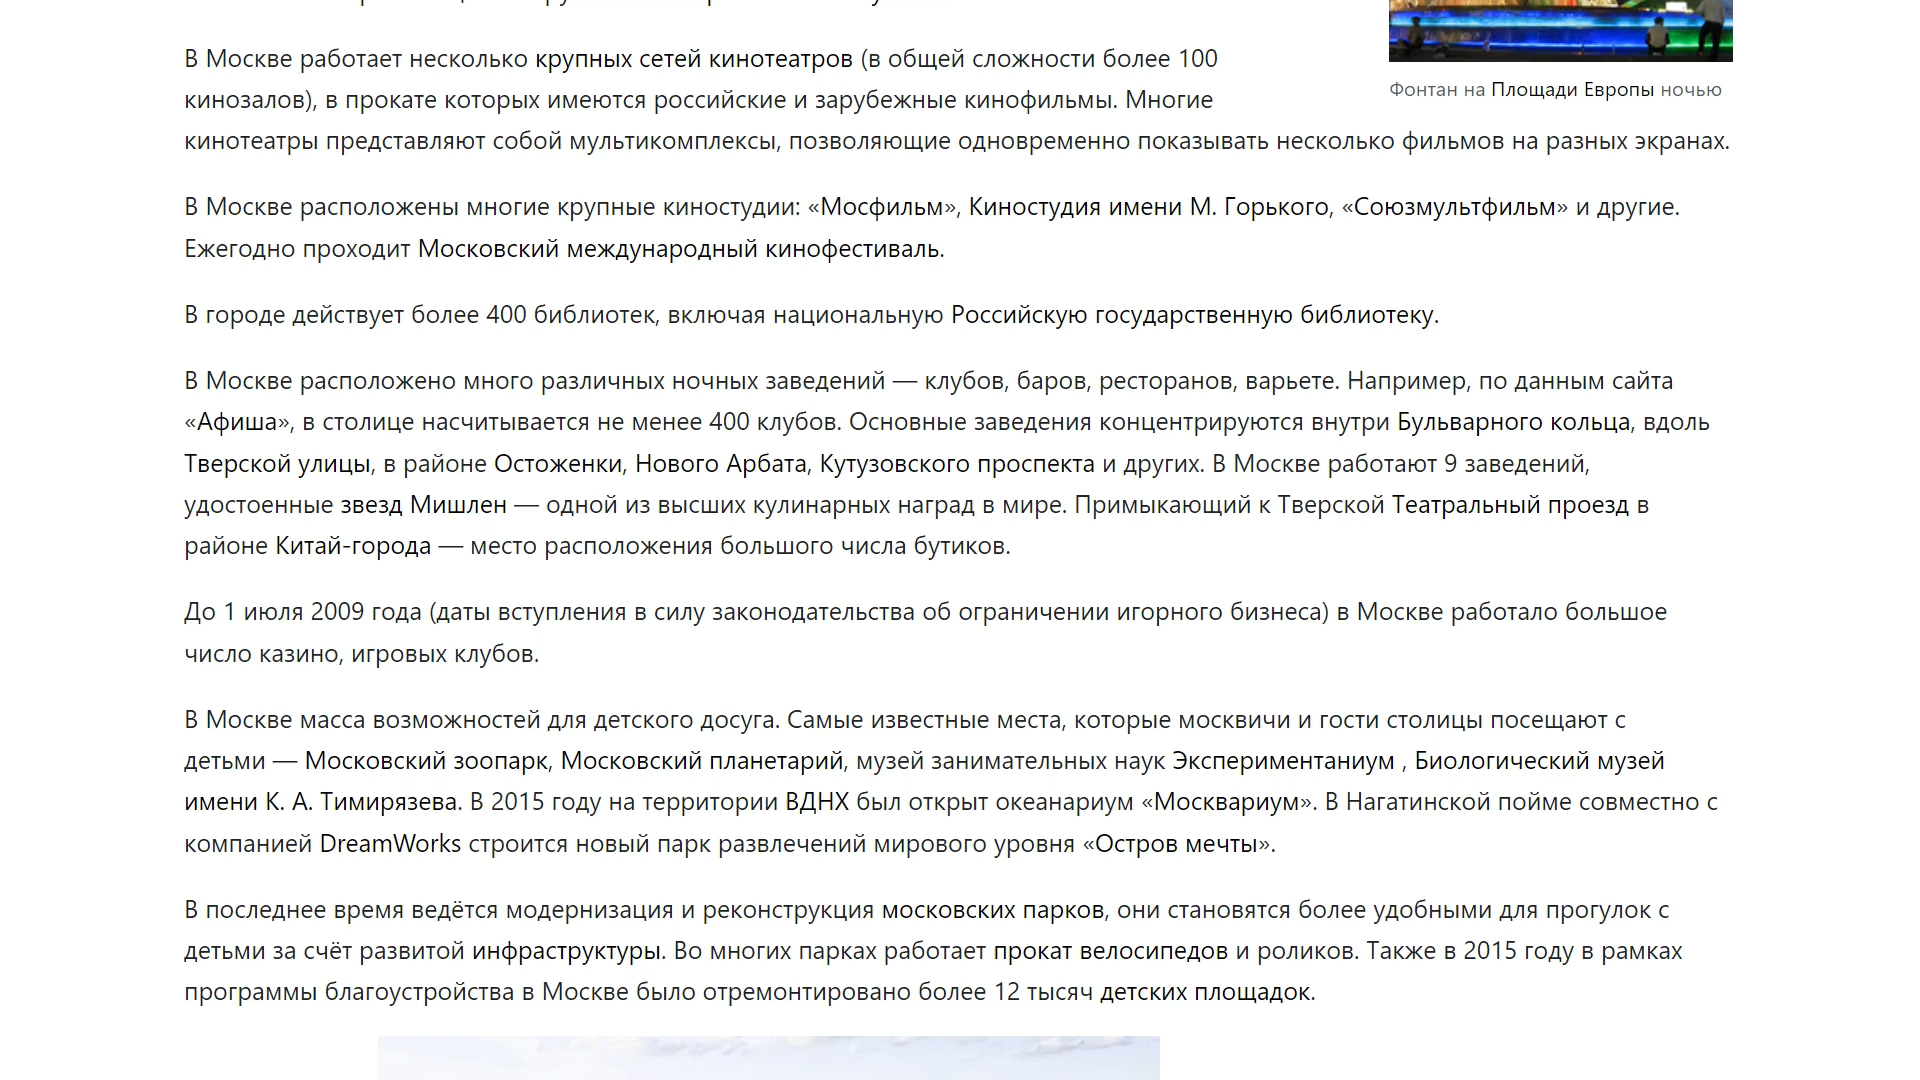 В Москве работает несколько крупных сетей кинотеатров (в общей сложности более 100
кинозалов), в прокате которых имеются российские и зарубежные кинофильмы. Многие
кинотеатры представляют собой мультикомплексы, позволяющие одновременно показывать несколько фильмов на разных экранах.
Фонтан на Площади Европы ночью
В Москве расположены многие крупные киностудии: «Мосфильм», Киностудия имени М. Горького, «Союзмультфильм» и другие.
Ежегодно проходит Московский международный кинофестиваль.
В городе действует более 400 библиотек, включая национальную Российскую государственную библиотеку.
В Москве расположено много различных ночных заведений — клубов, баров, ресторанов, варьете. Например, по данным сайта
«Афиша», в столице насчитывается не менее 400 клубов. Основные заведения концентрируются внутри Бульварного кольца, вдоль
Тверской улицы, в районе Остоженки, Нового Арбата, Кутузовского проспекта и других. В Москве работают 9 заведений,
удостоенные звезд Мишлен — одной из высших кулинарных наград в мире. Примыкающий к Тверской Театральный проезд в
районе Китай-города — место расположения большого числа бутиков.
До 1 июля 2009 года (даты вступления в силу законодательства об ограничении игорного бизнеса) в Москве работало большое
число казино, игровых клубов.
В Москве масса возможностей для детского досуга. Самые известные места, которые москвичи и гости столицы посещают с
детьми — Московский зоопарк, Московский планетарий, музей занимательных наук Экспериментаниум , Биологический музей
имени К. А. Тимирязева. В 2015 году на территории ВДНХ был открыт океанариум «Москвариум». В Нагатинской пойме совместно с
компанией DreamWorks строится новый парк развлечений мирового уровня «Остров мечты».
В последнее время ведётся модернизация и реконструкция московских парков, они становятся более удобными для прогулок с
детьми за счёт развитой инфраструктуры. Во многих парках работает прокат велосипедов и роликов. Также в 2015 году в рамках
программы благоустройства в Москве было отремонтировано более 12 тысяч детских площадок.